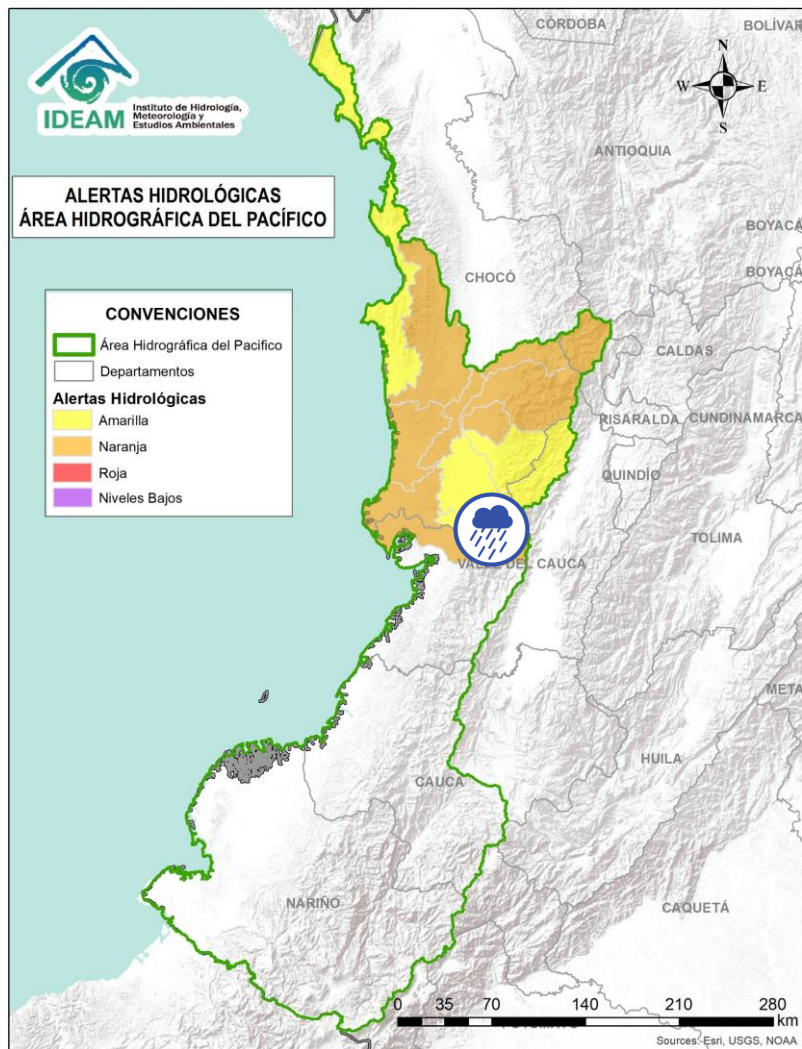 CÓRDOBA
BOLÍVAR
IDEAM
Instituto de Hidrología,
Meteorología y
Estudios Ambientales
N
W E
S
ANTIOQUIA
ALERTAS HIDROLÓGICAS
ÁREA HIDROGRÁFICA DEL PACÍFICO
BOYACÁ
BOYACÁ
CHOCÓ
CONVENCIONES
Área Hidrográfica del Pacifico
Departamentos
Alertas Hidrológicas
Amarilla
Naranja
Roja
Niveles Bajos
CALDAS
RISARALDA
CUNDINAMARCA
QUINDÍO
TOLIMA
VALLE DEL CAUCA
META
HUILA
CAUCA
NARIÑO
CAQUETÁ
0 35 70 140 210 280
km
Sources: Esri, USGS, NOAA